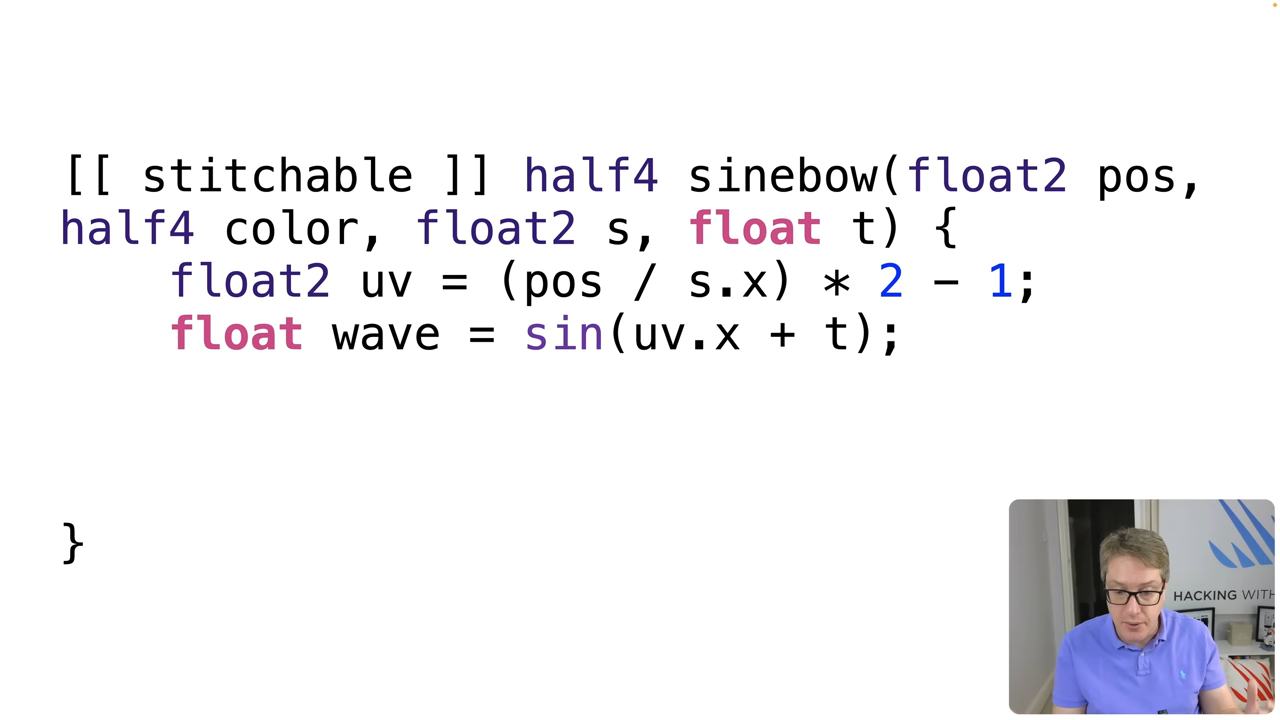 [[ stitchable ]] half4 sinebow(float2 pos,
half4 color, float2 s, float t) {
    float2 uv = (pos / s.x) * 2 - 1;
    float wave = sin(uv.x + t);
}
HACKING WITH